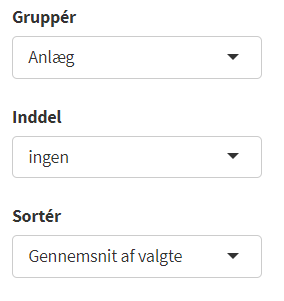 Gruppér
Anlæg
Inddel
ingen
Sortér
Gennemsnit af valgte